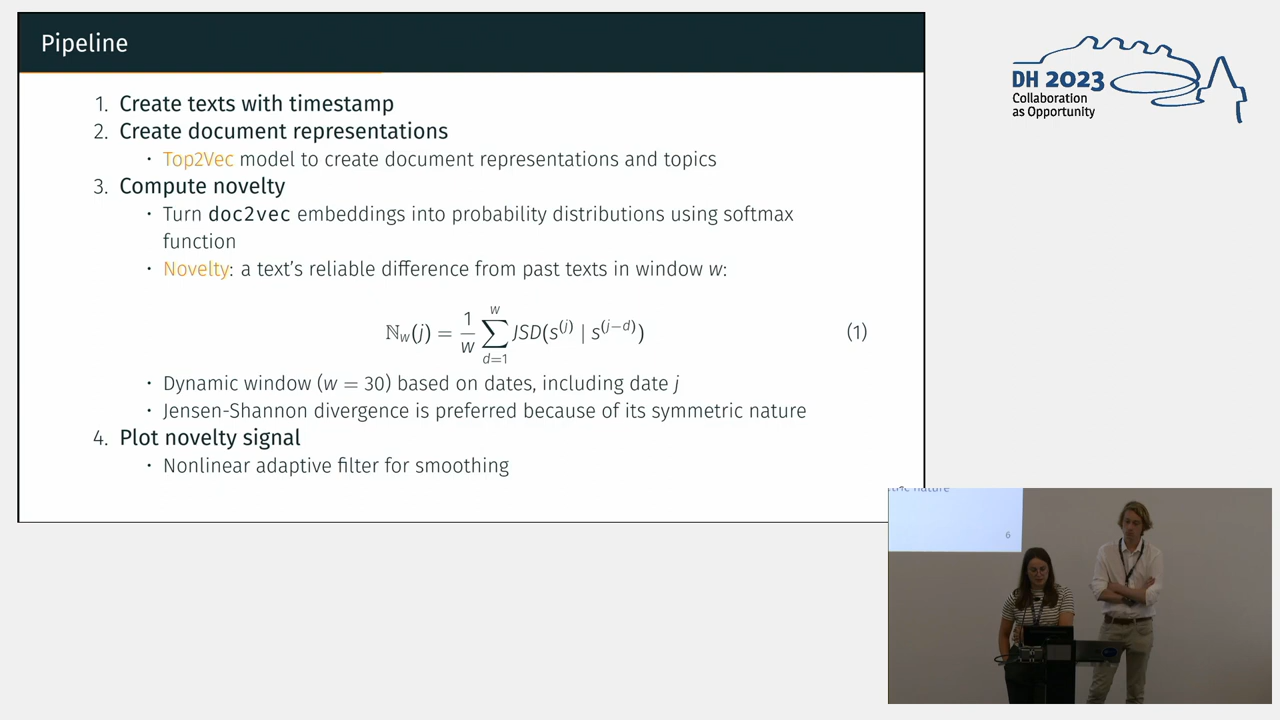 Pipeline
1. Create texts with timestamp
2. Create document representations
· Top2Vec model to create document representations and topics
3. Compute novelty
· Turn doc2vec embeddings into probability distributions using softmax
function
· Novelty: a text's reliable difference from past texts in window w:
ℕ_w(j) = 1/w ∑_{d=1}^{w} JSD(s^(j) | s^(j−d)) (1)
· Dynamic window (w = 30) based on dates, including date j
· Jensen-Shannon divergence is preferred because of its symmetric nature
4. Plot novelty signal
· Nonlinear adaptive filter for smoothing
DH 2023
Collaboration
as Opportunity
nature
6